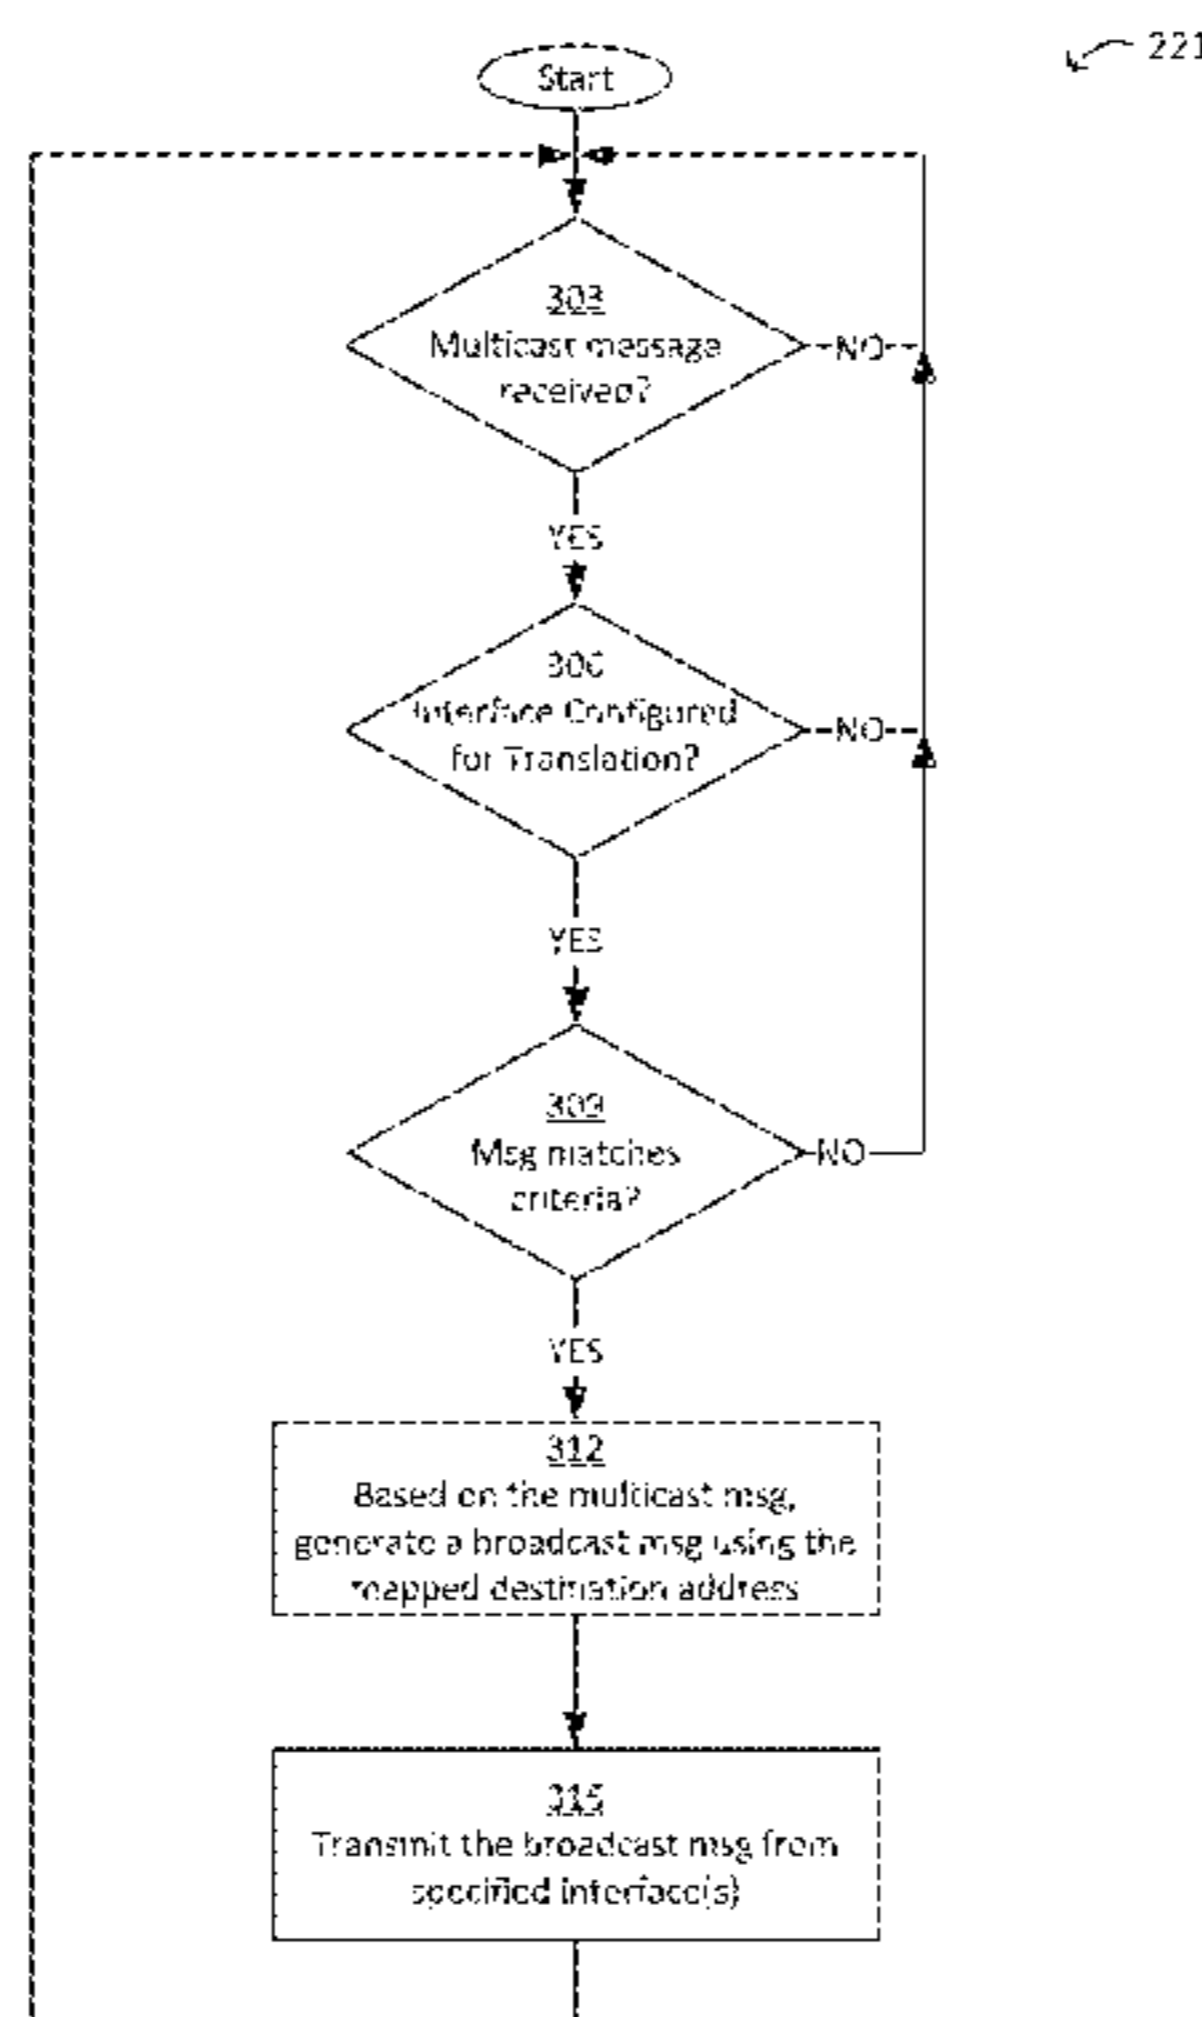 221
Start
303
Multicast message
received?
NO
YES
306
Interface Configured
for Translation?
NO
YES
309
Msg matches
criteria?
NO
YES
312
Based on the multicast msg,
generate a broadcast msg using the
mapped destination address
315
Transmit the broadcast msg from
specified interface(s)